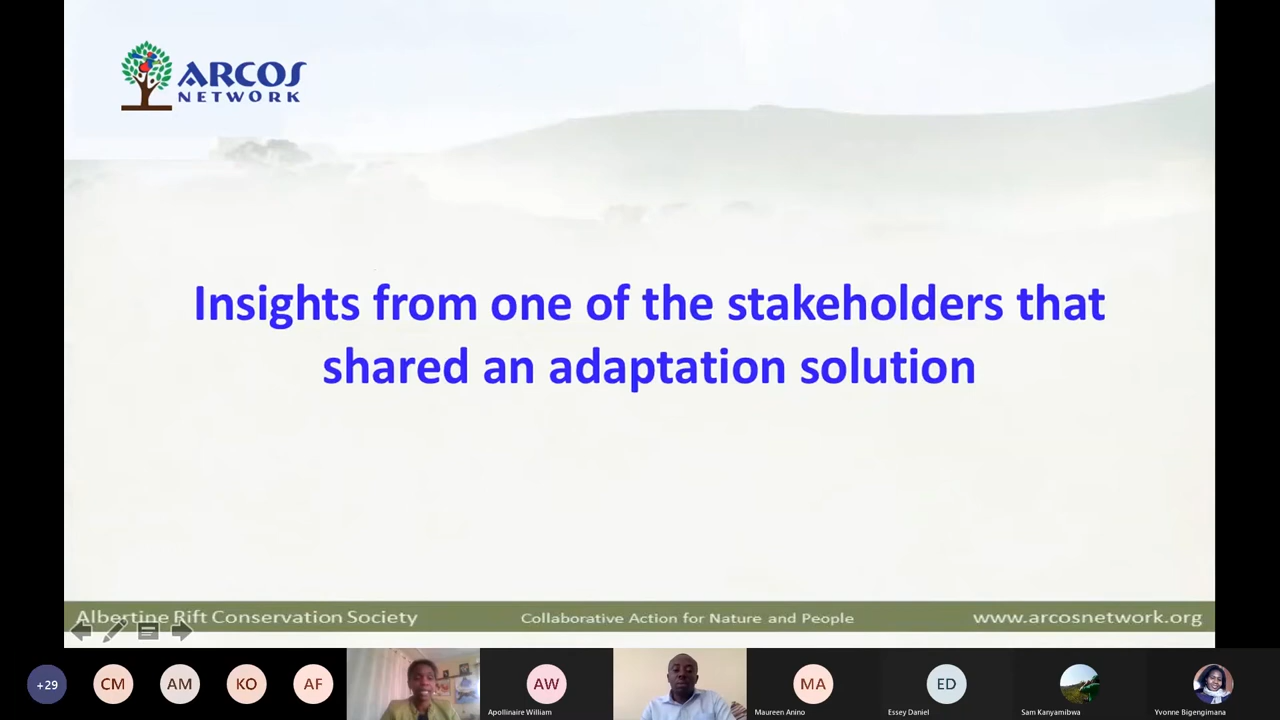 ARCOS
NETWORK
Insights from one of the stakeholders that
shared an adaptation solution
Albertine Rift Conservation Society
Collaborative Action for Nature and People
www.arcosnetwork.org
+29
CM
AM
KO
AF
AW
Apollinaire William
MA
Maureen Anino
ED
Essey Daniel
Sam Kanyamibwa
Yvonne Bigengimana